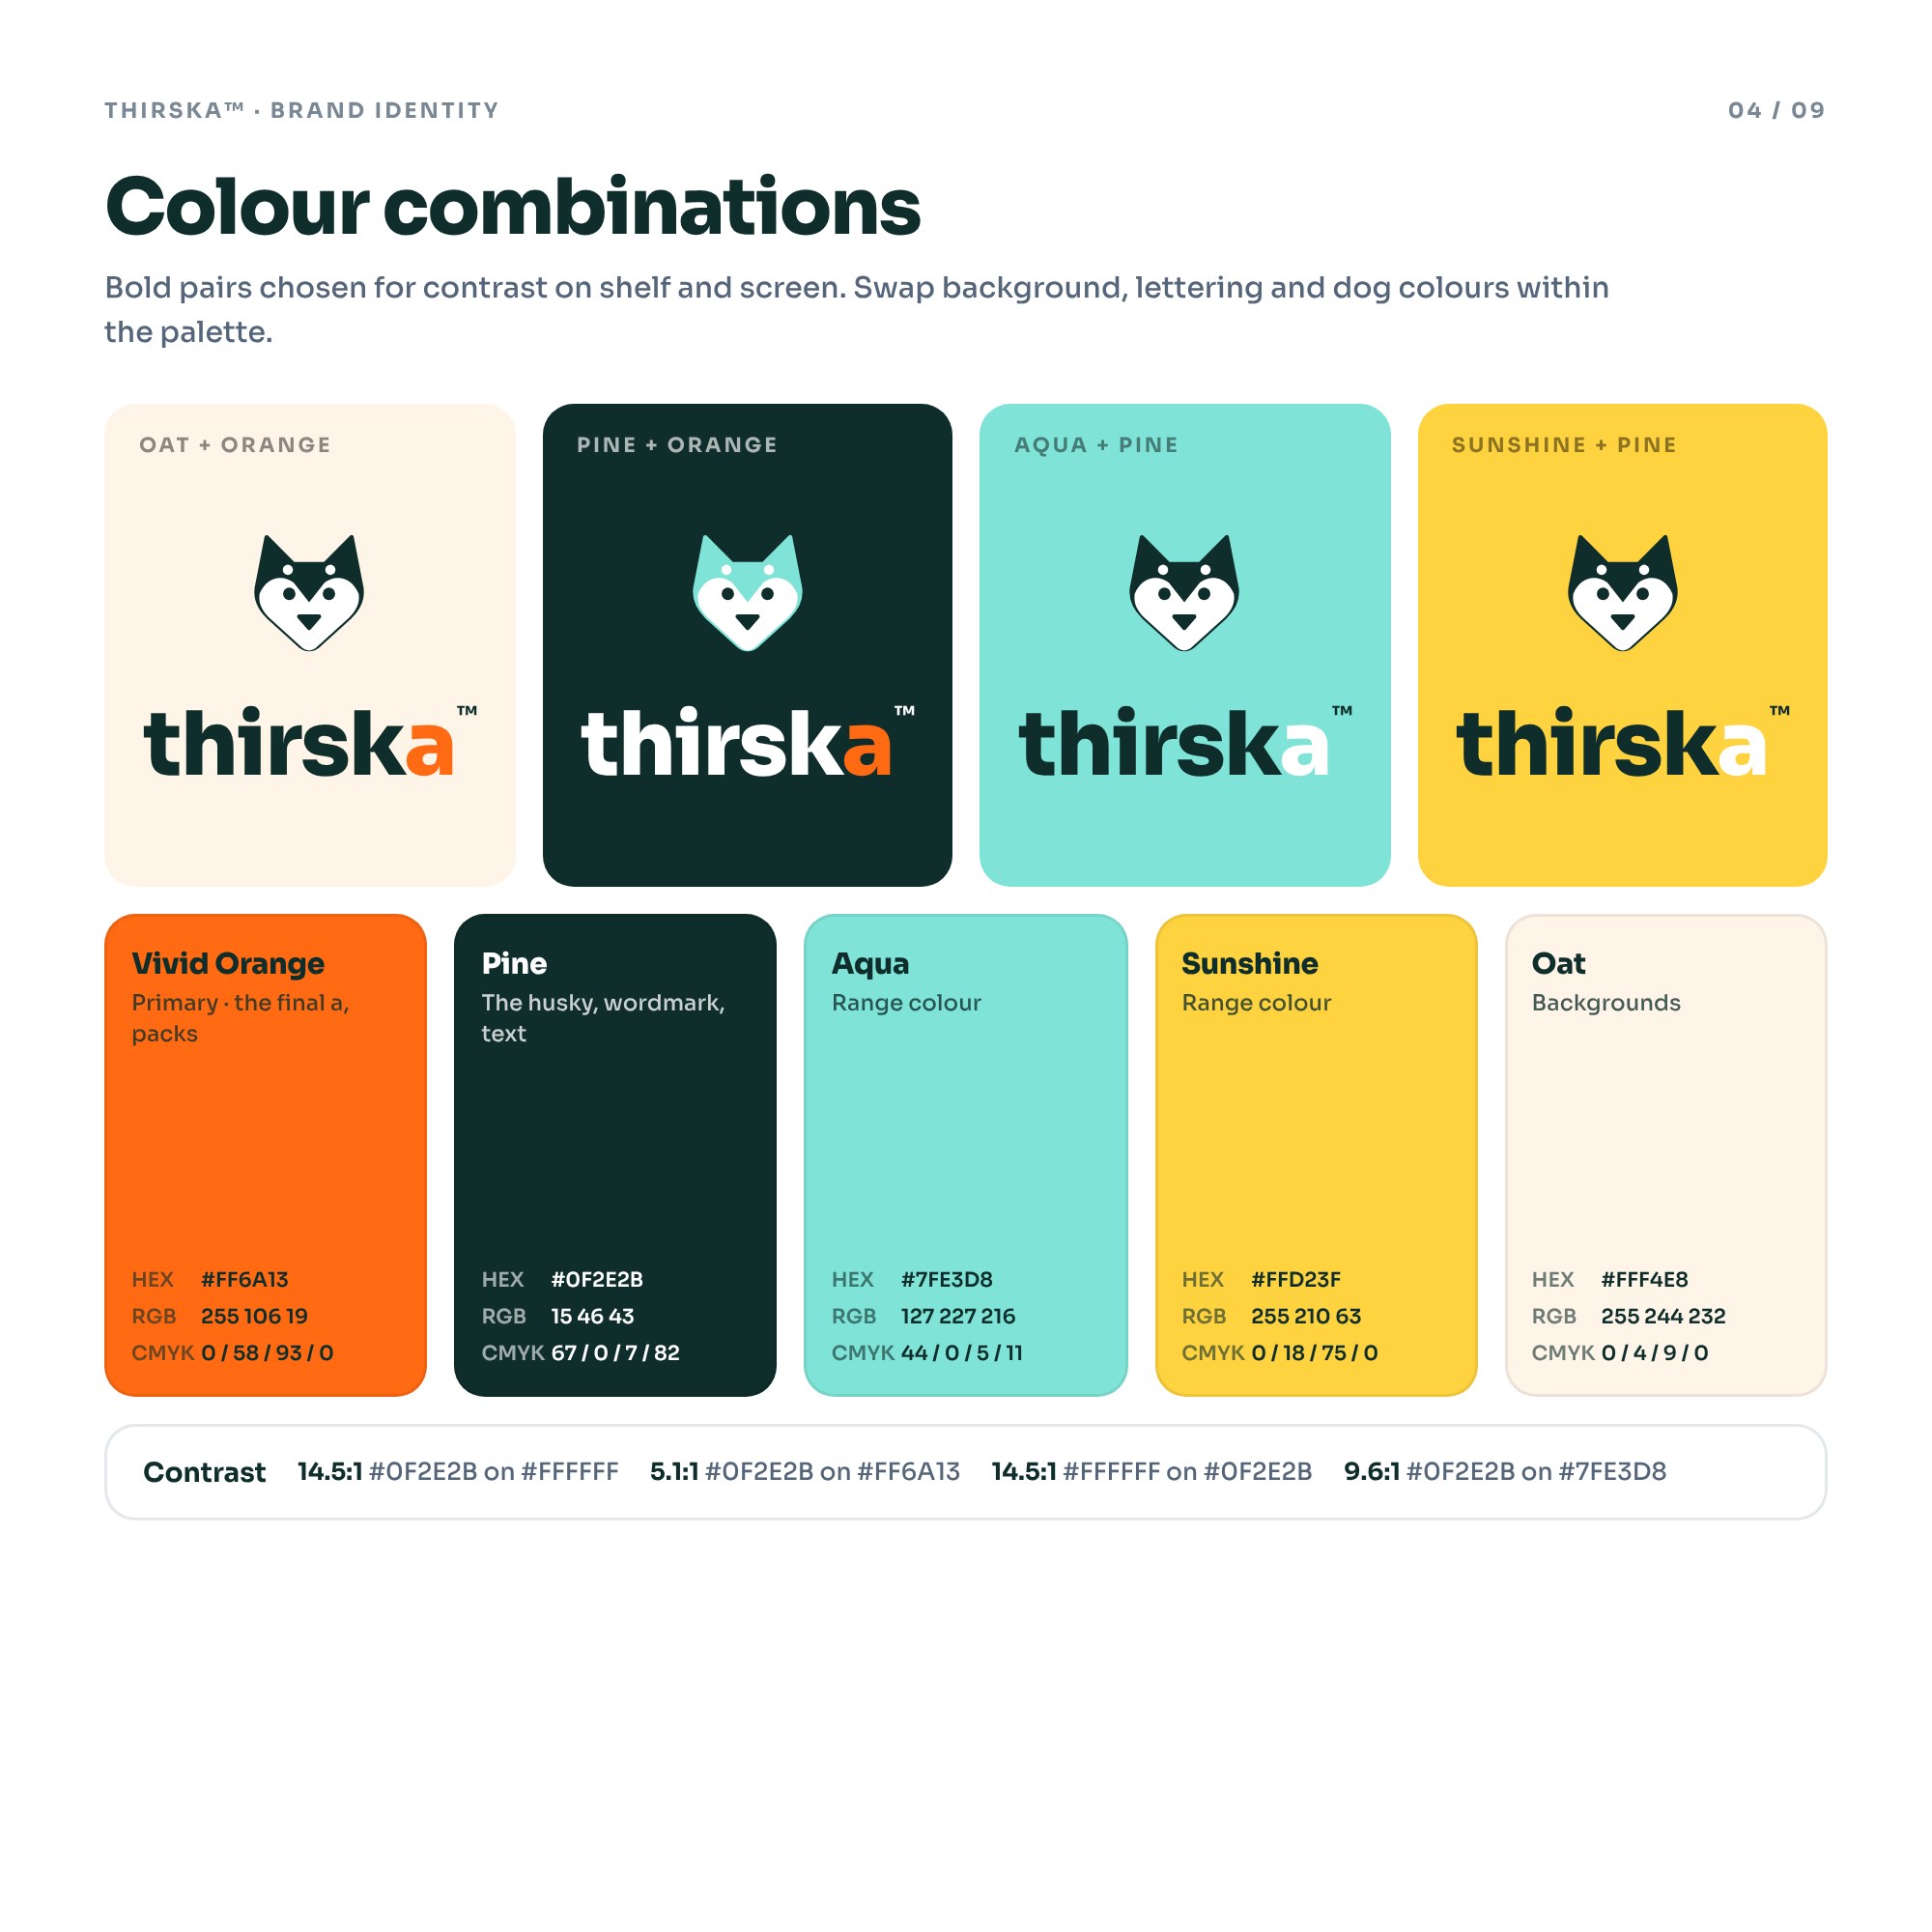 THIRSKA™ · BRAND IDENTITY
04 / 09
Colour combinations
Bold pairs chosen for contrast on shelf and screen. Swap background, lettering and dog colours within
the palette.
OAT + ORANGE
thirska™
PINE + ORANGE
thirska™
AQUA + PINE
thirska™
SUNSHINE + PINE
thirska™
Vivid Orange
Primary · the final a,
packs
HEX #FF6A13
RGB 255 106 19
CMYK 0 / 58 / 93 / 0
Pine
The husky, wordmark,
text
HEX #0F2E2B
RGB 15 46 43
CMYK 67 / 0 / 7 / 82
Aqua
Range colour
HEX #7FE3D8
RGB 127 227 216
CMYK 44 / 0 / 5 / 11
Sunshine
Range colour
HEX #FFD23F
RGB 255 210 63
CMYK 0 / 18 / 75 / 0
Oat
Backgrounds
HEX #FFF4E8
RGB 255 244 232
CMYK 0 / 4 / 9 / 0
Contrast 14.5:1 #0F2E2B on #FFFFFF 5.1:1 #0F2E2B on #FF6A13 14.5:1 #FFFFFF on #0F2E2B 9.6:1 #0F2E2B on #7FE3D8